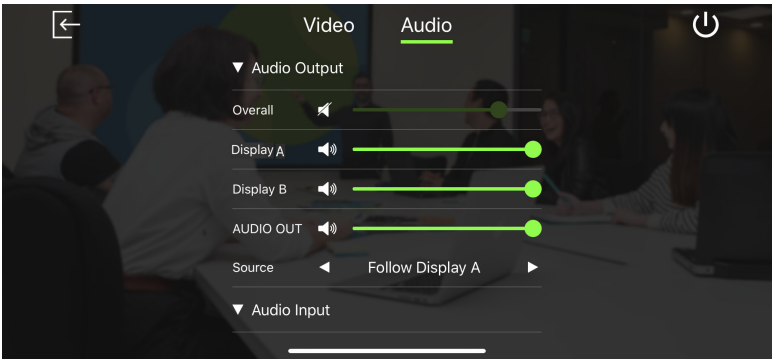 Video Audio
▼ Audio Output
Overall
Display A
Display B
AUDIO OUT
Source ◀ Follow Display A ▶
▼ Audio Input